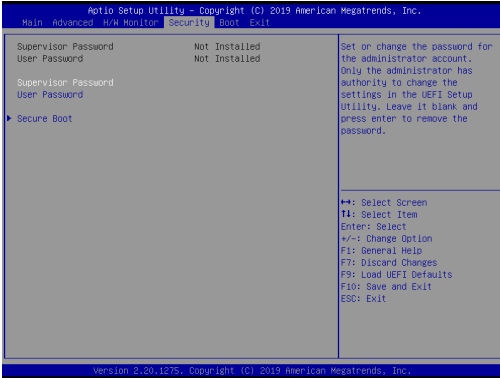 Aptio Setup Utility – Copyright (C) 2019 American Megatrends, Inc.
Main Advanced H/W Monitor Security Boot Exit
Supervisor Password Not Installed
User Password Not Installed
Supervisor Password
User Password
Secure Boot
Set or change the password for
the administrator account.
Only the administrator has
authority to change the
settings in the UEFI Setup
Utility. Leave it blank and
press enter to remove the
password.
↔: Select Screen
↑↓: Select Item
Enter: Select
+/-: Change Option
F1: General Help
F7: Discard Changes
F9: Load UEFI Defaults
F10: Save and Exit
ESC: Exit
Version 2.20.1275. Copyright (C) 2019 American Megatrends, Inc.